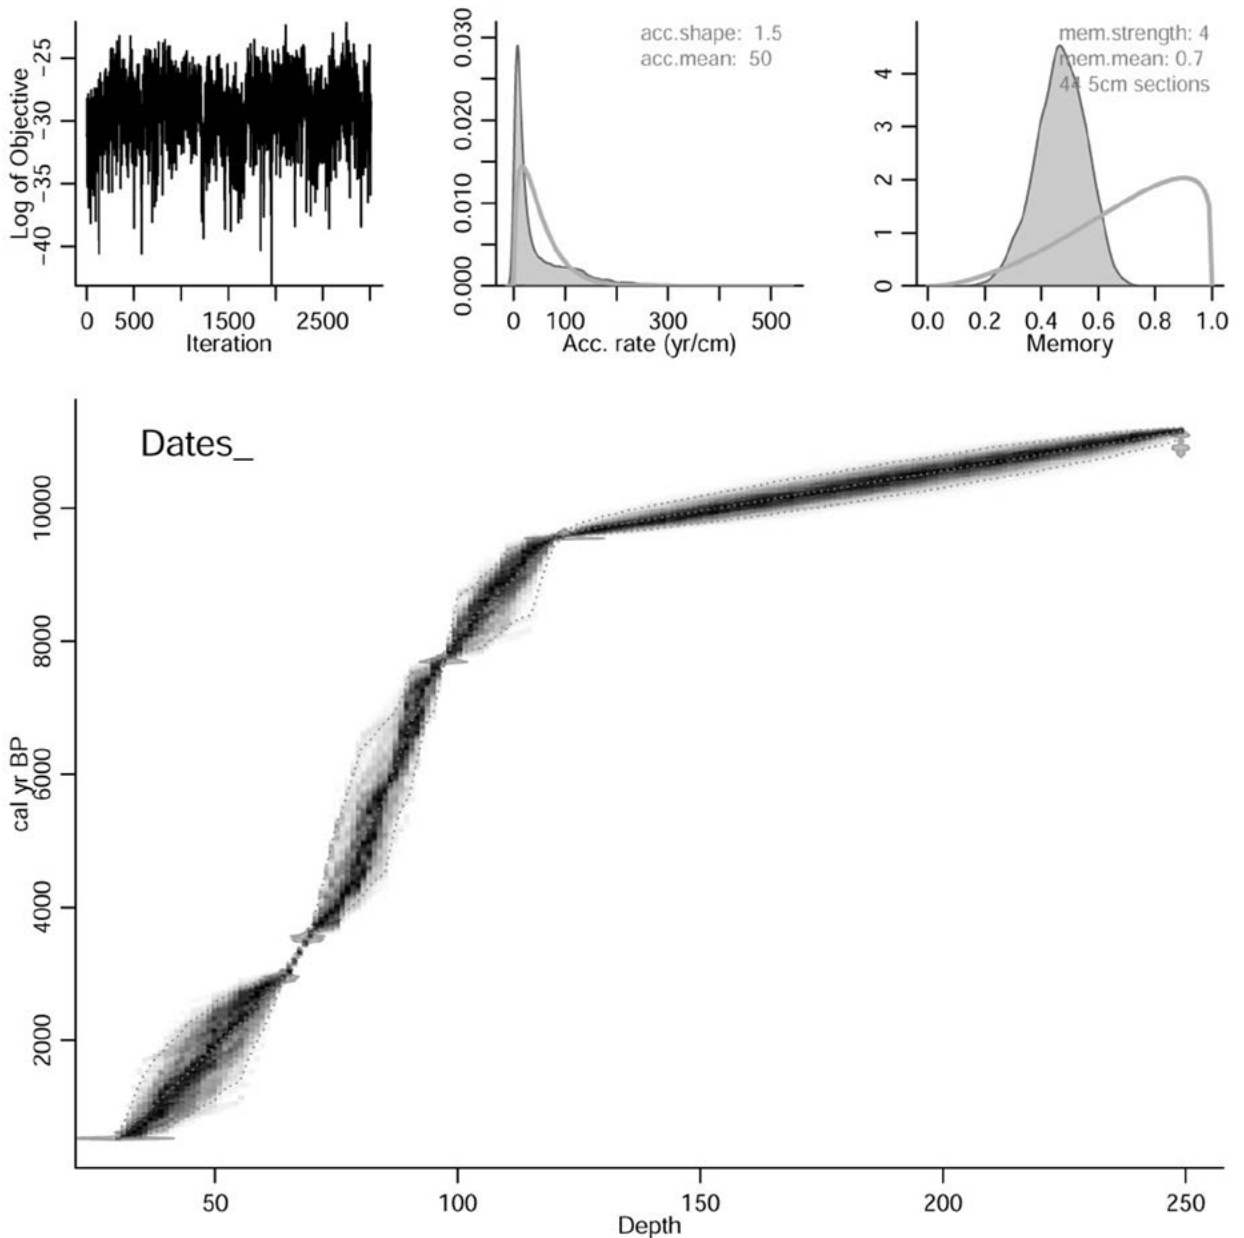 Log of Objective
-25
-30
-35
-40
0 500 1500 2500
Iteration
0.030
0.020
0.010
0.000
acc.shape: 1.5
acc.mean: 50
0 100 300 500
Acc. rate (yr/cm)
4
3
2
1
0
mem.strength: 4
mem.mean: 0.7
44 5cm sections
0.0 0.2 0.4 0.6 0.8 1.0
Memory
Dates_
cal yr BP
10000
8000
6000
4000
2000
50 100 150 200 250
Depth